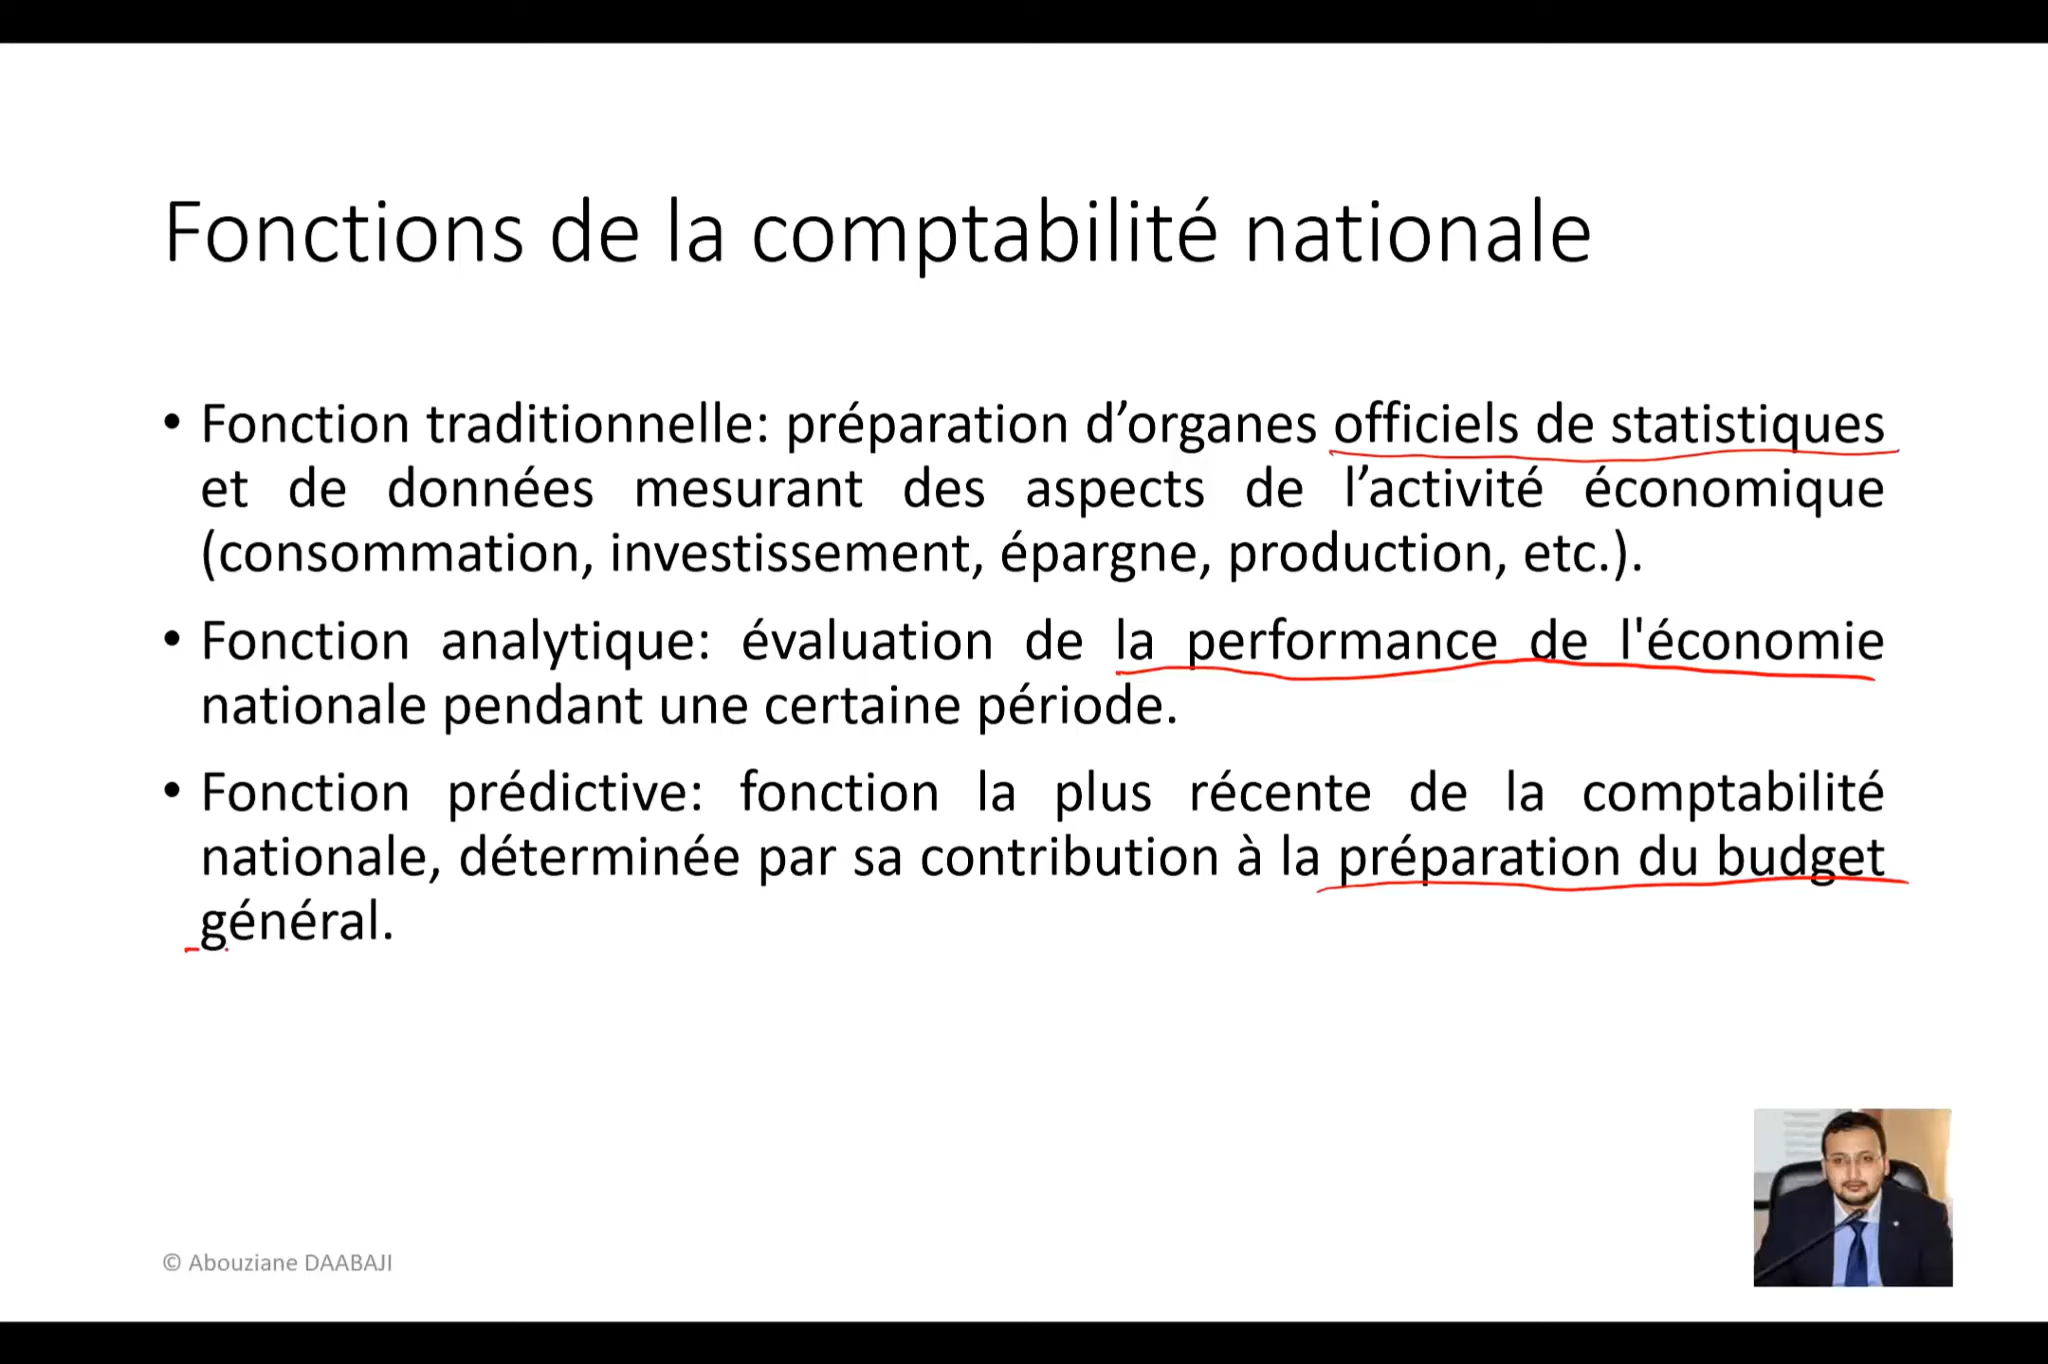 Fonctions de la comptabilité nationale
• Fonction traditionnelle: préparation d’organes officiels de statistiques
et de données mesurant des aspects de l’activité économique
(consommation, investissement, épargne, production, etc.).
• Fonction analytique: évaluation de la performance de l'économie
nationale pendant une certaine période.
• Fonction prédictive: fonction la plus récente de la comptabilité
nationale, déterminée par sa contribution à la préparation du budget
général.
© Abouziane DAABAJI